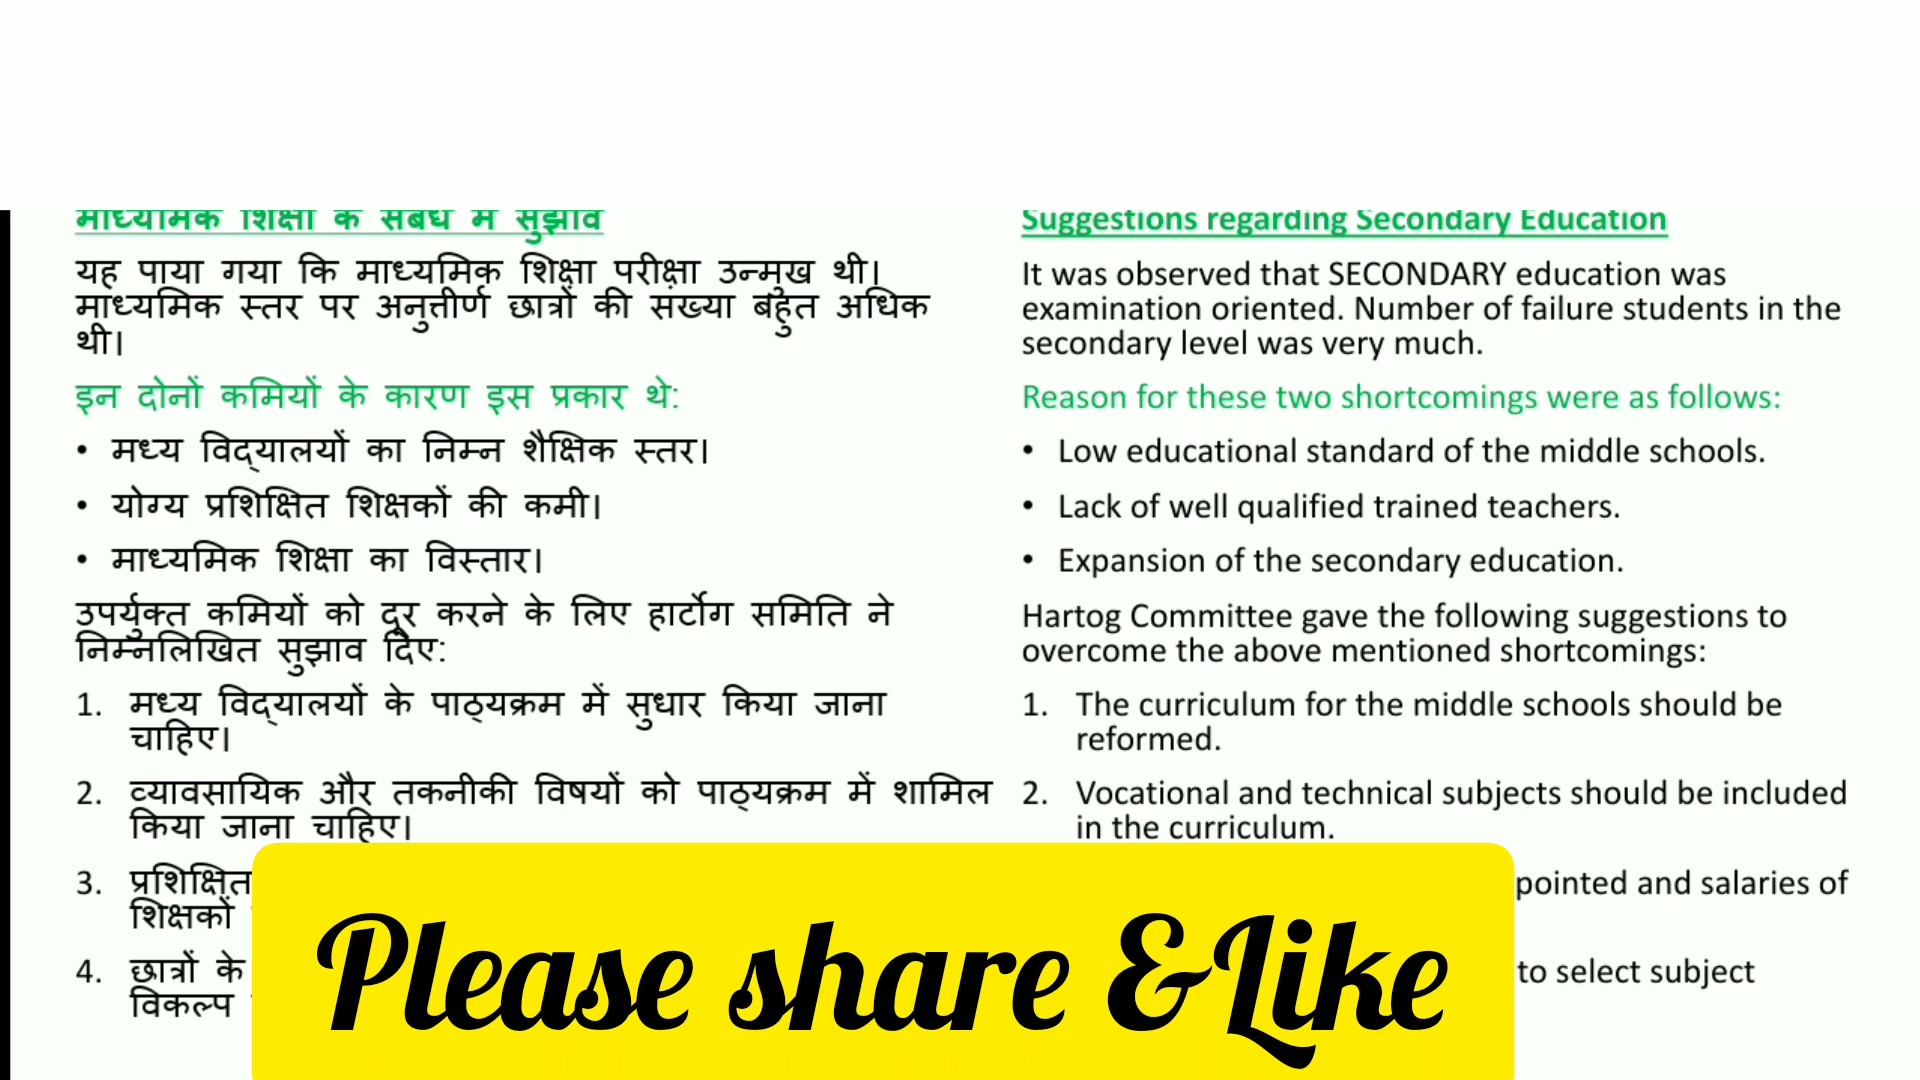 माध्यमिक शिक्षा के संबंध में सुझाव
यह पाया गया कि माध्यमिक शिक्षा परीक्षा उन्मुख थी।
माध्यमिक स्तर पर अनुत्तीर्ण छात्रों की संख्या बहुत अधिक
थी।
इन दोनों कमियों के कारण इस प्रकार थे:
• मध्य विद्यालयों का निम्न शैक्षिक स्तर।
• योग्य प्रशिक्षित शिक्षकों की कमी।
• माध्यमिक शिक्षा का विस्तार।
उपर्युक्त कमियों को दूर करने के लिए हार्टोग समिति ने
निम्नलिखित सुझाव दिए:
1. मध्य विद्यालयों के पाठ्यक्रम में सुधार किया जाना
चाहिए।
2. व्यावसायिक और तकनीकी विषयों को पाठ्यक्रम में शामिल
किया जाना चाहिए।
3. प्रशिक्षित
शिक्षकों
4. छात्रों के
विकल्प
Suggestions regarding Secondary Education
It was observed that SECONDARY education was
examination oriented. Number of failure students in the
secondary level was very much.
Reason for these two shortcomings were as follows:
• Low educational standard of the middle schools.
• Lack of well qualified trained teachers.
• Expansion of the secondary education.
Hartog Committee gave the following suggestions to
overcome the above mentioned shortcomings:
1. The curriculum for the middle schools should be
reformed.
2. Vocational and technical subjects should be included
in the curriculum.
pointed and salaries of
to select subject
Please share &Like